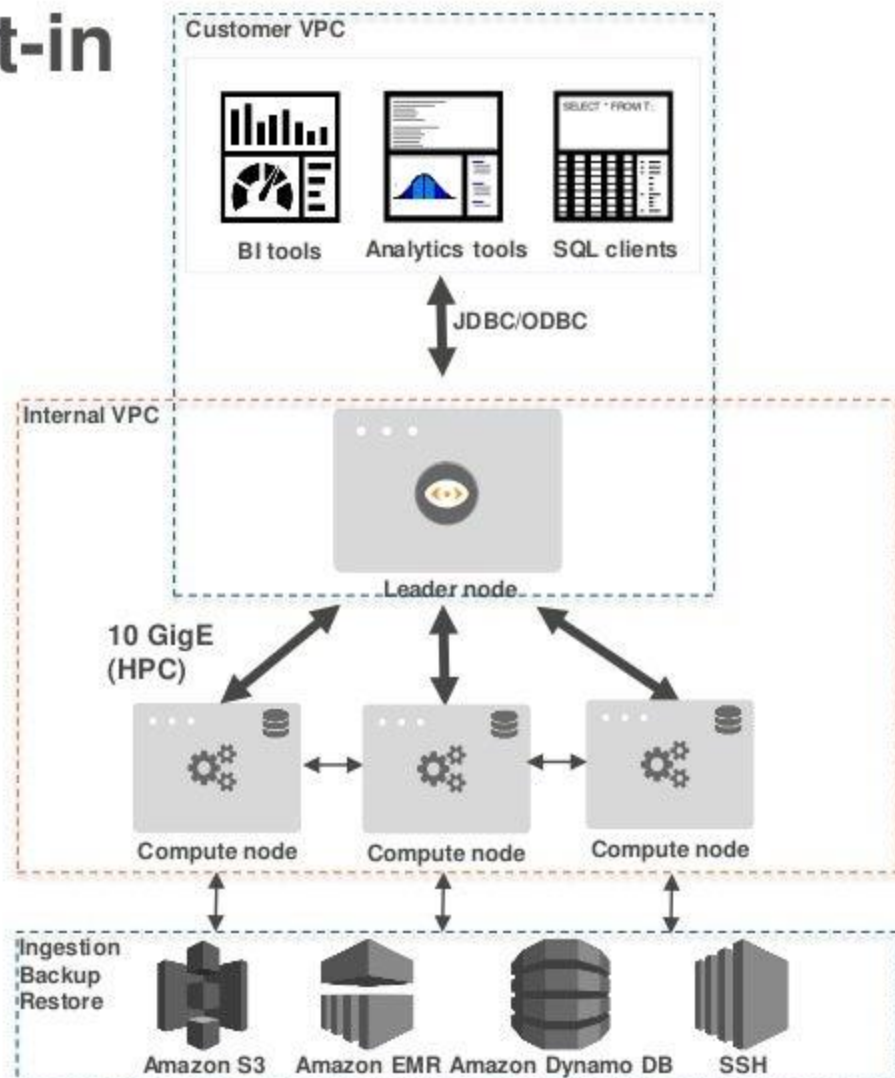 t-in
Customer VPC
SELECT * FROM T:
BI tools
Analytics tools
SQL clients
JDBC/ODBC
Internal VPC
Leader node
10 GigE
(HPC)
Compute node
Compute node
Compute node
Ingestion
Backup
Restore
Amazon S3
Amazon EMR
Amazon Dynamo DB
SSH